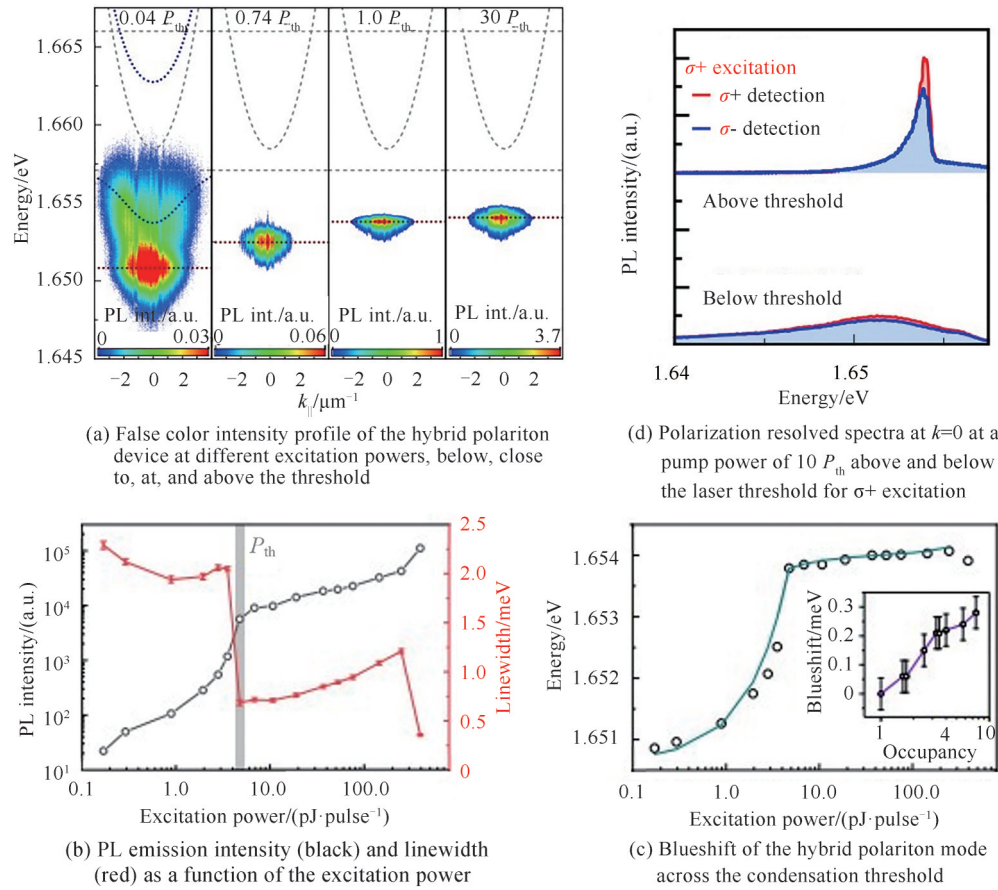 0.04 Pth
0.74 Pth
1.0 Pth
30 Pth
1.665
1.660
1.655
1.650
1.645
Energy/eV
PL int./a.u.
PL int./a.u.
PL int./a.u.
PL int./a.u.
0 0.03
0 0.06
0 1
0 3.7
−2 0 2
−2 0 2
−2 0 2
−2 0 2
k||/μm−1
(a) False color intensity profile of the hybrid polariton
device at different excitation powers, below, close
to, at, and above the threshold
σ+ excitation
σ+ detection
σ- detection
Above threshold
Below threshold
PL intensity/(a.u.)
1.64 1.65
Energy/eV
(d) Polarization resolved spectra at k=0 at a
pump power of 10 Pth above and below
the laser threshold for σ+ excitation
Pth
10⁵
10⁴
10³
10²
10¹
PL intensity/(a.u.)
2.5
2.0
1.5
1.0
0.5
0
Linewidth/meV
0.1 1.0 10.0 100.0
Excitation power/(pJ·pulse−1)
(b) PL emission intensity (black) and linewidth
(red) as a function of the excitation power
1.654
1.653
1.652
1.651
Energy/eV
0.3
0.2
0.1
0
Blueshift/meV
1 4 10
Occupancy
0.1 1.0 10.0 100.0
Excitation power/(pJ·pulse−1)
(c) Blueshift of the hybrid polariton mode
across the condensation threshold